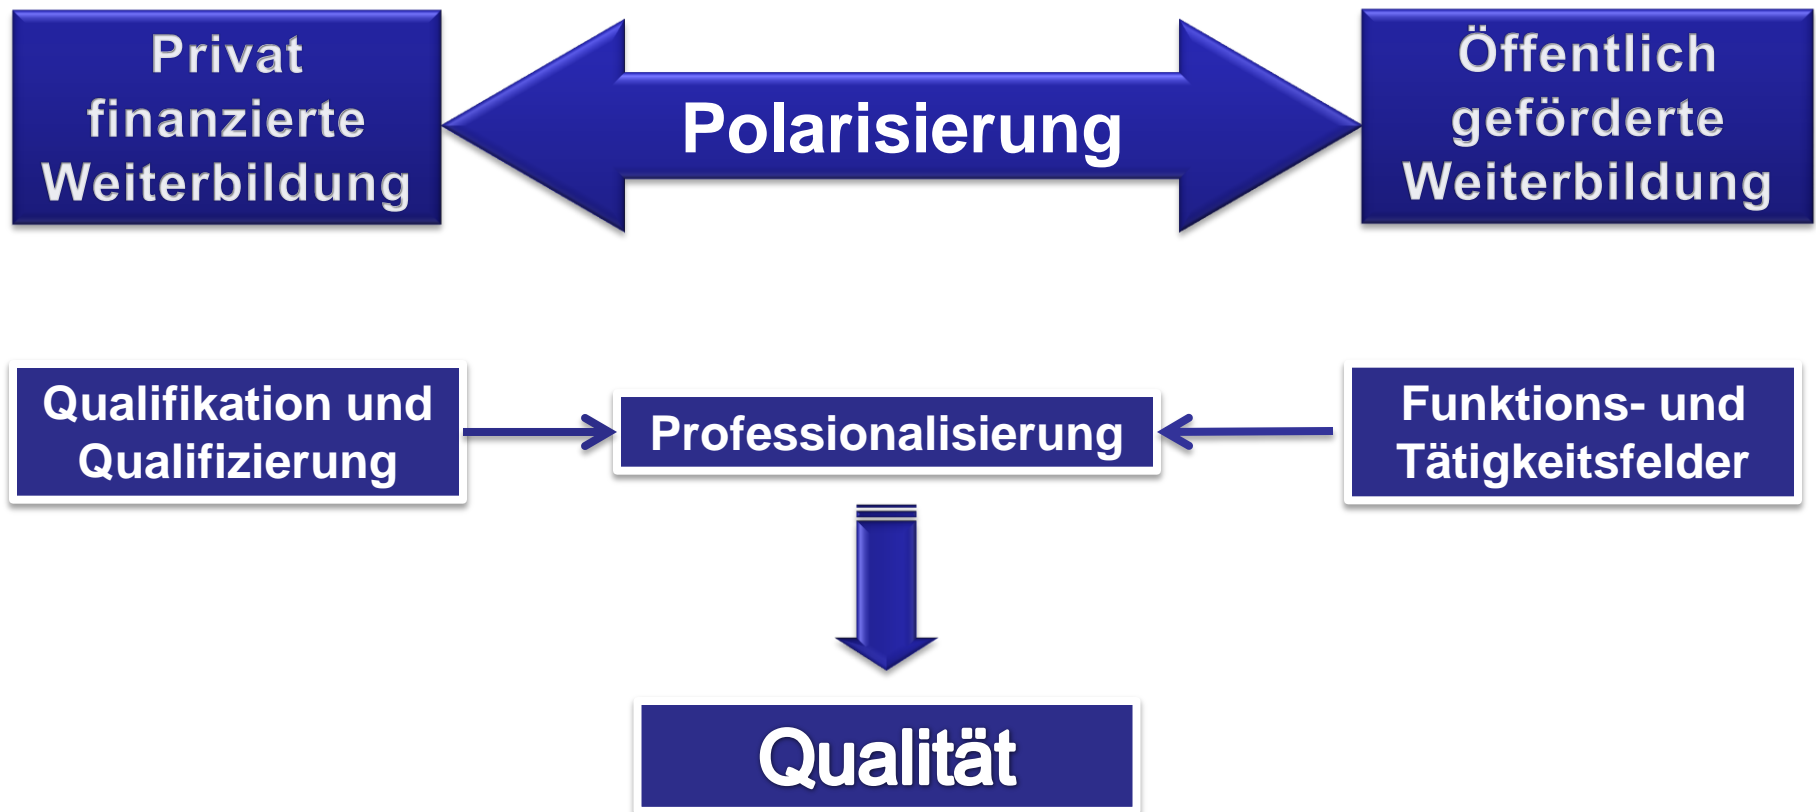 Privat
finanzierte
Weiterbildung
Polarisierung
Öffentlich
geförderte
Weiterbildung
Qualifikation und
Qualifizierung
Professionalisierung
Funktions- und
Tätigkeitsfelder
Qualität